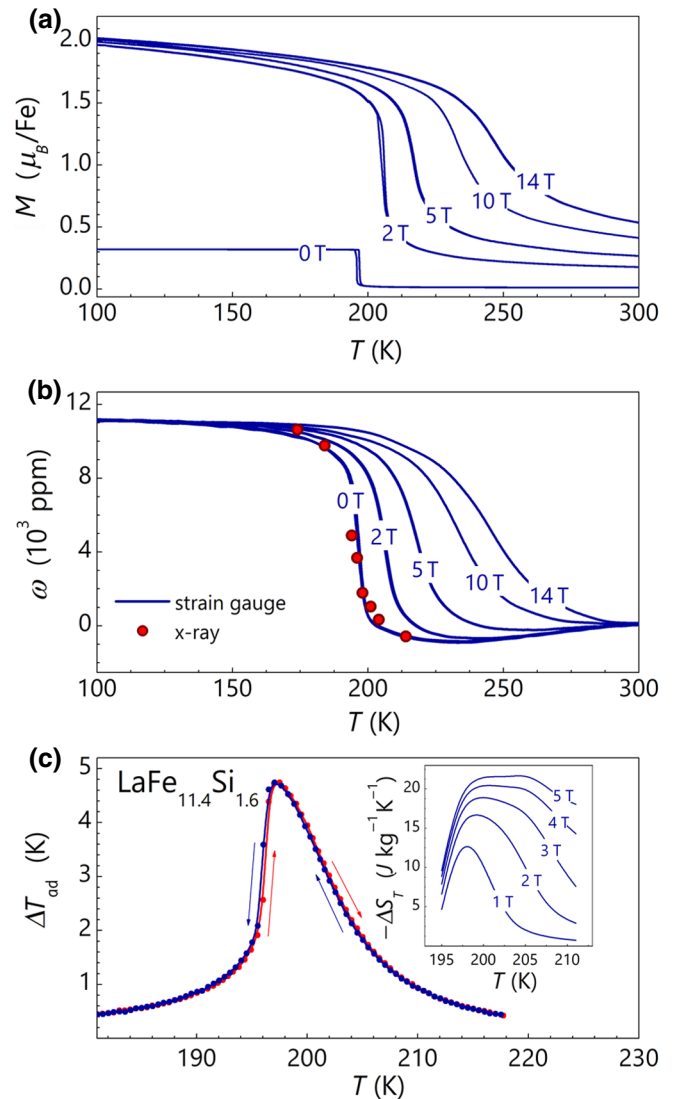 (a)
2.0
1.5
1.0
0.5
0.0
M (μB/Fe)
0 T
2 T
5 T
10 T
14 T
100 150 200 250 300
T (K)
(b)
12
8
4
0
ω (10³ ppm)
0 T
2 T
5 T
10 T
14 T
strain gauge
x-ray
100 150 200 250 300
T (K)
(c)
LaFe11.4Si1.6
5
4
3
2
1
ΔTad (K)
190 200 210 220 230
T (K)
20
15
10
5
−ΔST (J kg⁻¹ K⁻¹)
5 T
4 T
3 T
2 T
1 T
195 200 205 210
T (K)